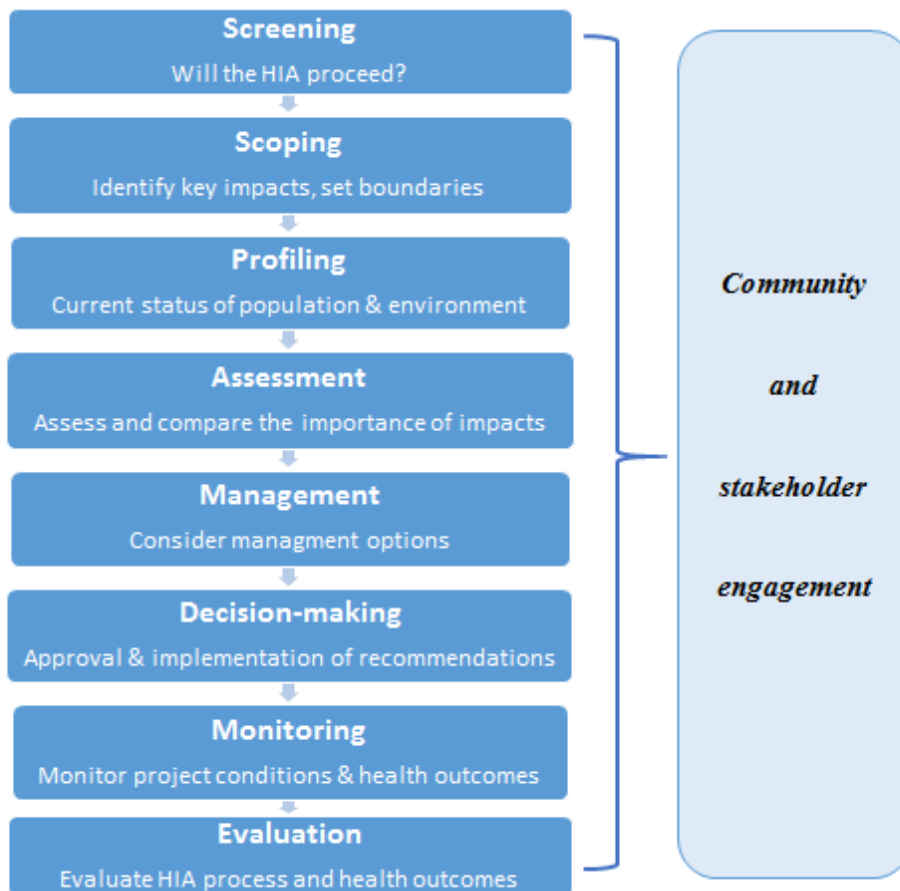 Screening
Will the HIA proceed?
Scoping
Identify key impacts, set boundaries
Profiling
Current status of population & environment
Assessment
Assess and compare the importance of impacts
Management
Consider managment options
Decision-making
Approval & implementation of recommendations
Monitoring
Monitor project conditions & health outcomes
Evaluation
Evaluate HIA process and health outcomes
Community
and
stakeholder
engagement